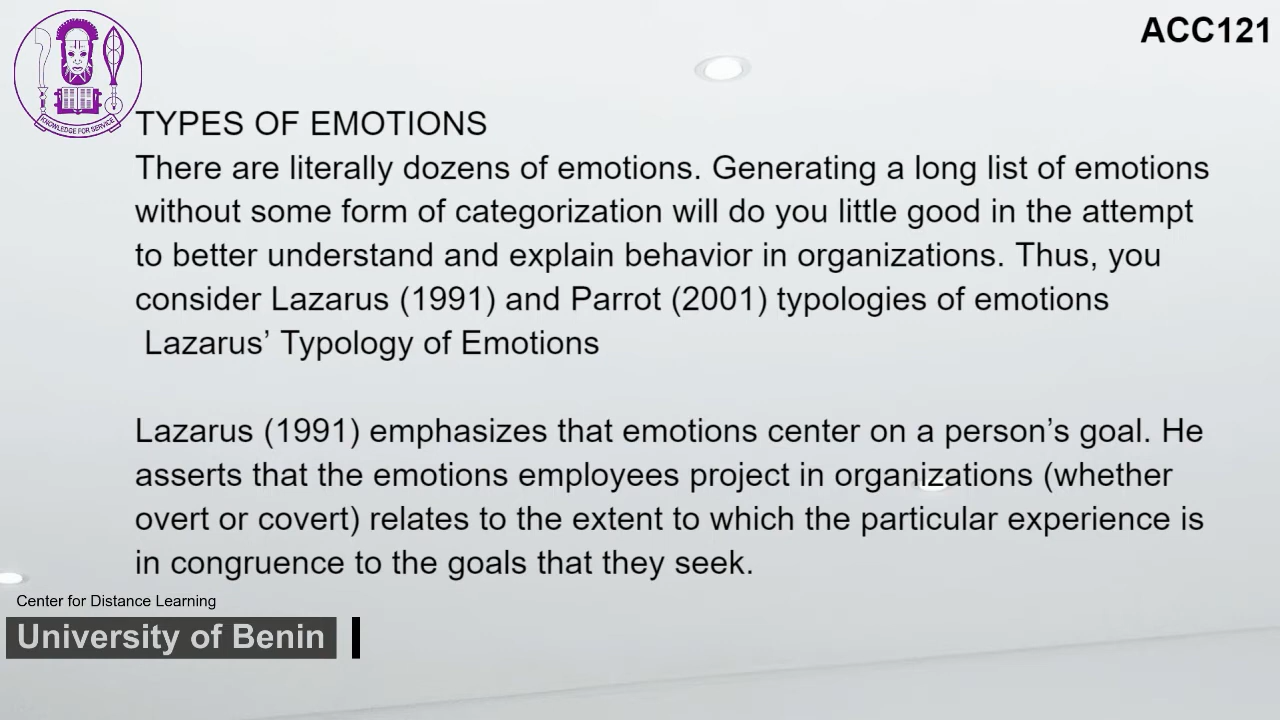 ACC121
KNOWLEDGE FOR SERVICE
TYPES OF EMOTIONS
There are literally dozens of emotions. Generating a long list of emotions
without some form of categorization will do you little good in the attempt
to better understand and explain behavior in organizations. Thus, you
consider Lazarus (1991) and Parrot (2001) typologies of emotions
Lazarus’ Typology of Emotions
Lazarus (1991) emphasizes that emotions center on a person’s goal. He
asserts that the emotions employees project in organizations (whether
overt or covert) relates to the extent to which the particular experience is
in congruence to the goals that they seek.
Center for Distance Learning
University of Benin